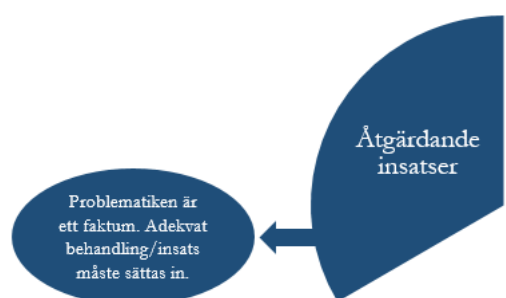 Åtgärdande
insatser
Problematiken är
ett faktum. Adekvat
behandling/insats
måste sättas in.